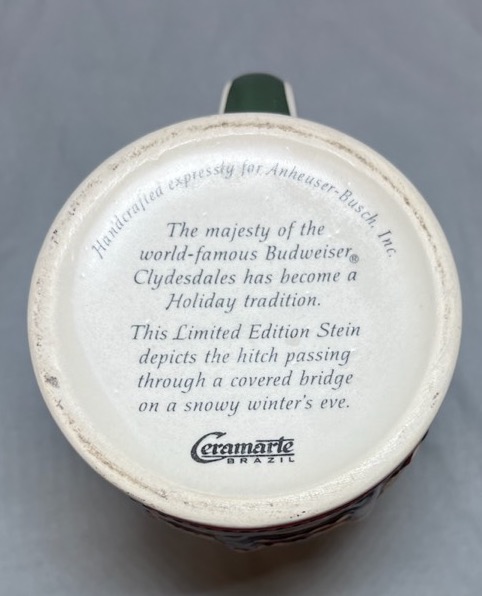 Handcrafted expressly for Anheuser-Busch, Inc.
The majesty of the
world-famous Budweiser®
Clydesdales has become a
Holiday tradition.
This Limited Edition Stein
depicts the hitch passing
through a covered bridge
on a snowy winter's eve.
Ceramarte
BRAZIL